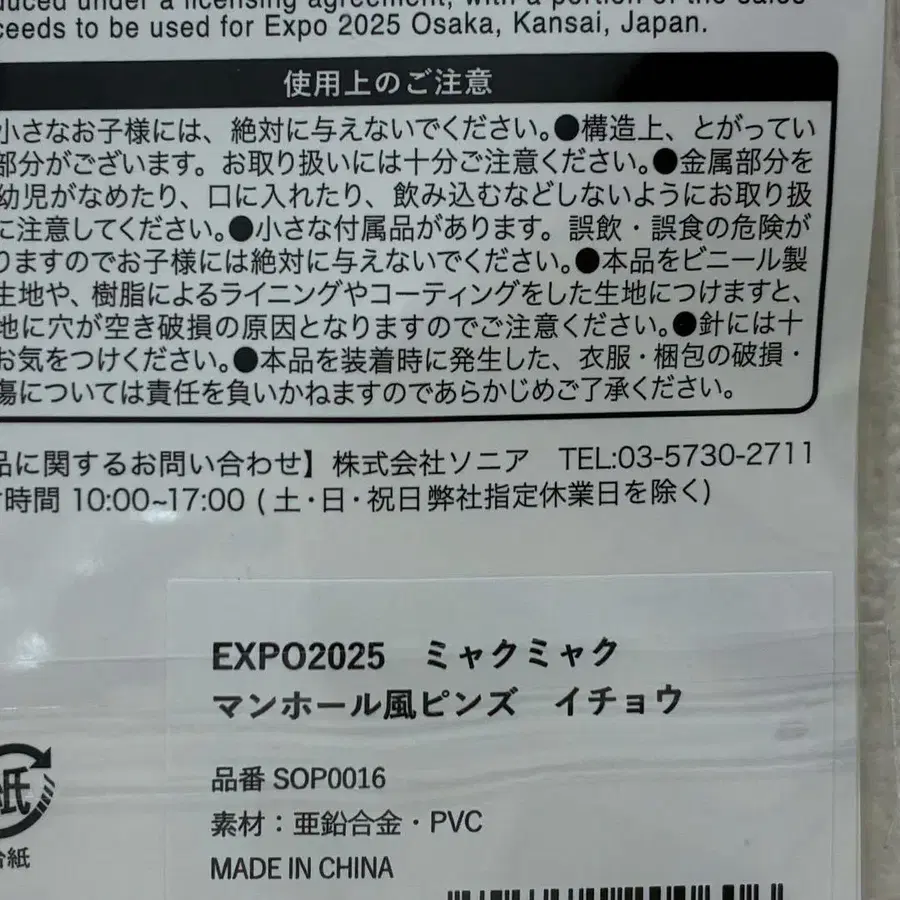 duced under a licensing agreement, with a portion of the sales
ceeds to be used for Expo 2025 Osaka, Kansai, Japan.
使用上のご注意
小さなお子様には、絶対に与えないでください。●構造上、とがってい
部分がございます。お取り扱いには十分ご注意ください。●金属部分を
幼児がなめたり、口に入れたり、飲み込むなどしないようにお取り扱
に注意してください。●小さな付属品があります。誤飲・誤食の危険が
りますのでお子様には絶対に与えないでください。●本品をビニール製
生地や、樹脂によるライニングやコーティングをした生地につけますと、
地に穴が空き破損の原因となりますのでご注意ください。●針には十
お気をつけください。●本品を装着時に発生した、衣服・梱包の破損・
傷については責任を負いかねますのであらかじめご了承ください。
品に関するお問い合わせ】株式会社ソニア TEL:03-5730-2711
時間 10:00~17:00 (土・日・祝日弊社指定休業日を除く)
EXPO2025 ミャクミャク
マンホール風ピンズ イチョウ
品番 SOP0016
紙
素材：亜鉛合金・PVC
台紙
MADE IN CHINA